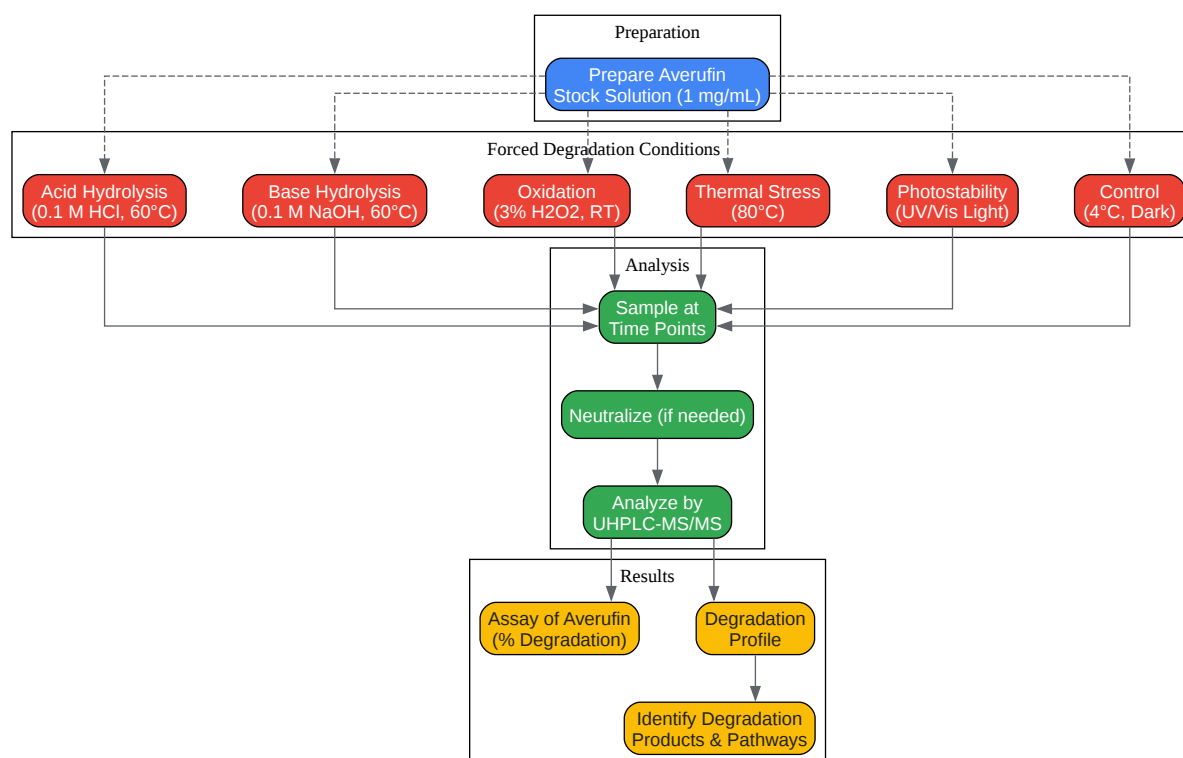 Preparation
Prepare Averufin
Stock Solution (1 mg/mL)
Forced Degradation Conditions
Acid Hydrolysis
(0.1 M HCl, 60°C)
Base Hydrolysis
(0.1 M NaOH, 60°C)
Oxidation
(3% H2O2, RT)
Thermal Stress
(80°C)
Photostability
(UV/Vis Light)
Control
(4°C, Dark)
Analysis
Sample at
Time Points
Neutralize (if needed)
Analyze by
UHPLC-MS/MS
Results
Assay of Averufin
(% Degradation)
Degradation
Profile
Identify Degradation
Products & Pathways